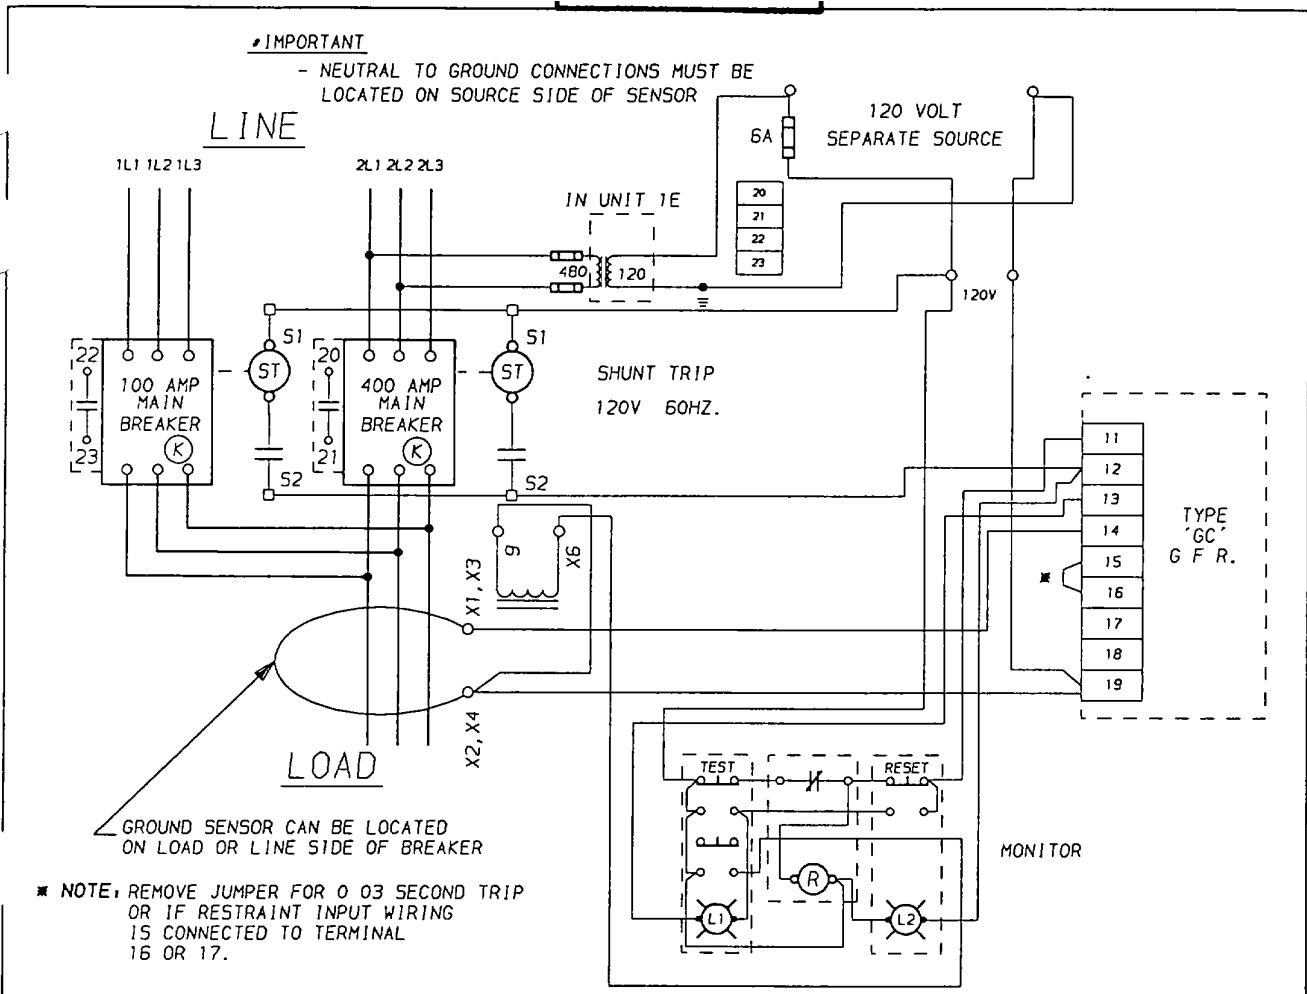 *IMPORTANT
- NEUTRAL TO GROUND CONNECTIONS MUST BE
LOCATED ON SOURCE SIDE OF SENSOR
LINE
1L1 1L2 1L3
2L1 2L2 2L3
6A
120 VOLT
SEPARATE SOURCE
IN UNIT 1E
20
21
22
23
480
120
120V
S1
S1
22
23
100 AMP
MAIN
BREAKER
K
ST
S2
20
21
400 AMP
MAIN
BREAKER
K
ST
S2
SHUNT TRIP
120V 60HZ.
11
12
13
14
15
16
17
18
19
TYPE
'GC'
G F R.
*
9
X6
X1,X3
X2,X4
LOAD
TEST
RESET
R
L1
L2
MONITOR
GROUND SENSOR CAN BE LOCATED
ON LOAD OR LINE SIDE OF BREAKER
* NOTE: REMOVE JUMPER FOR 0 03 SECOND TRIP
OR IF RESTRAINT INPUT WIRING
IS CONNECTED TO TERMINAL
16 OR 17.